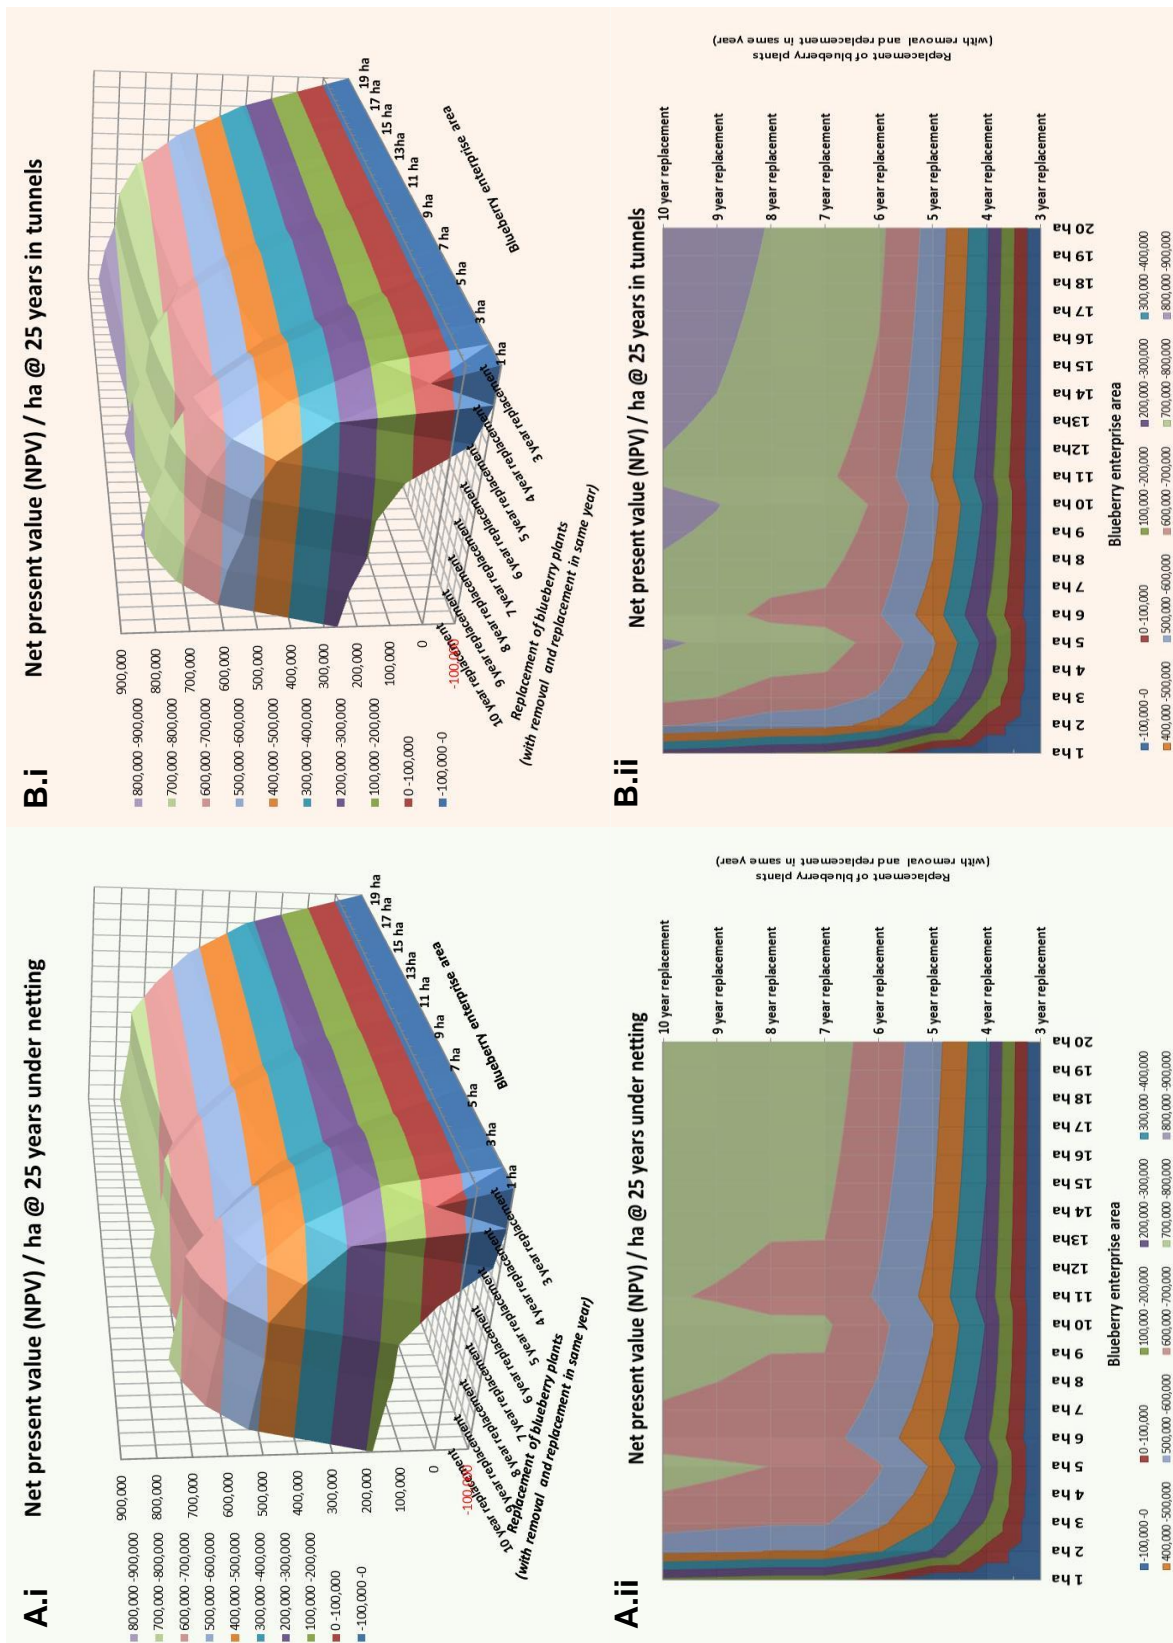 A.i
Net present value (NPV) / ha @ 25 years under netting
800,000 -900,000
700,000 -800,000
600,000 -700,000
500,000 -600,000
400,000 -500,000
300,000 -400,000
200,000 -300,000
100,000 -200,000
0 -100,000
-100,000 -0
900,000
800,000
700,000
600,000
500,000
400,000
300,000
200,000
100,000
0
-100,000
10 year replacement
9 year replacement
8 year replacement
7 year replacement
6 year replacement
5 year replacement
4 year replacement
3 year replacement
Replacement of blueberry plants
(with removal and replacement in same year)
1 ha
3 ha
5 ha
7 ha
9 ha
11 ha
13ha
15 ha
17 ha
19 ha
Blueberry enterprise area
B.i
Net present value (NPV) / ha @ 25 years in tunnels
800,000 -900,000
700,000 -800,000
600,000 -700,000
500,000 -600,000
400,000 -500,000
300,000 -400,000
200,000 -300,000
100,000 -200,000
0 -100,000
-100,000 -0
900,000
800,000
700,000
600,000
500,000
400,000
300,000
200,000
100,000
0
-100,000
10 year replacement
9 year replacement
8 year replacement
7 year replacement
6 year replacement
5 year replacement
4 year replacement
3 year replacement
Replacement of blueberry plants
(with removal and replacement in same year)
1 ha
3 ha
5 ha
7 ha
9 ha
11 ha
13ha
15 ha
17 ha
19 ha
Blueberry enterprise area
A.ii
Net present value (NPV) / ha @ 25 years under netting
10 year replacement
9 year replacement
8 year replacement
7 year replacement
6 year replacement
5 year replacement
4 year replacement
3 year replacement
Replacement of blueberry plants
(with removal and replacement in same year)
1 ha
2 ha
3 ha
4 ha
5 ha
6 ha
7 ha
8 ha
9 ha
10 ha
11 ha
12ha
13ha
14 ha
15 ha
16 ha
17 ha
18 ha
19 ha
20 ha
Blueberry enterprise area
-100,000 -0
0 -100,000
100,000 -200,000
200,000 -300,000
300,000 -400,000
400,000 -500,000
500,000 -600,000
600,000 -700,000
700,000 -800,000
800,000 -900,000
B.ii
Net present value (NPV) / ha @ 25 years in tunnels
10 year replacement
9 year replacement
8 year replacement
7 year replacement
6 year replacement
5 year replacement
4 year replacement
3 year replacement
Replacement of blueberry plants
(with removal and replacement in same year)
1 ha
2 ha
3 ha
4 ha
5 ha
6 ha
7 ha
8 ha
9 ha
10 ha
11 ha
12ha
13ha
14 ha
15 ha
16 ha
17 ha
18 ha
19 ha
20 ha
Blueberry enterprise area
-100,000 -0
0 -100,000
100,000 -200,000
200,000 -300,000
300,000 -400,000
400,000 -500,000
500,000 -600,000
600,000 -700,000
700,000 -800,000
800,000 -900,000